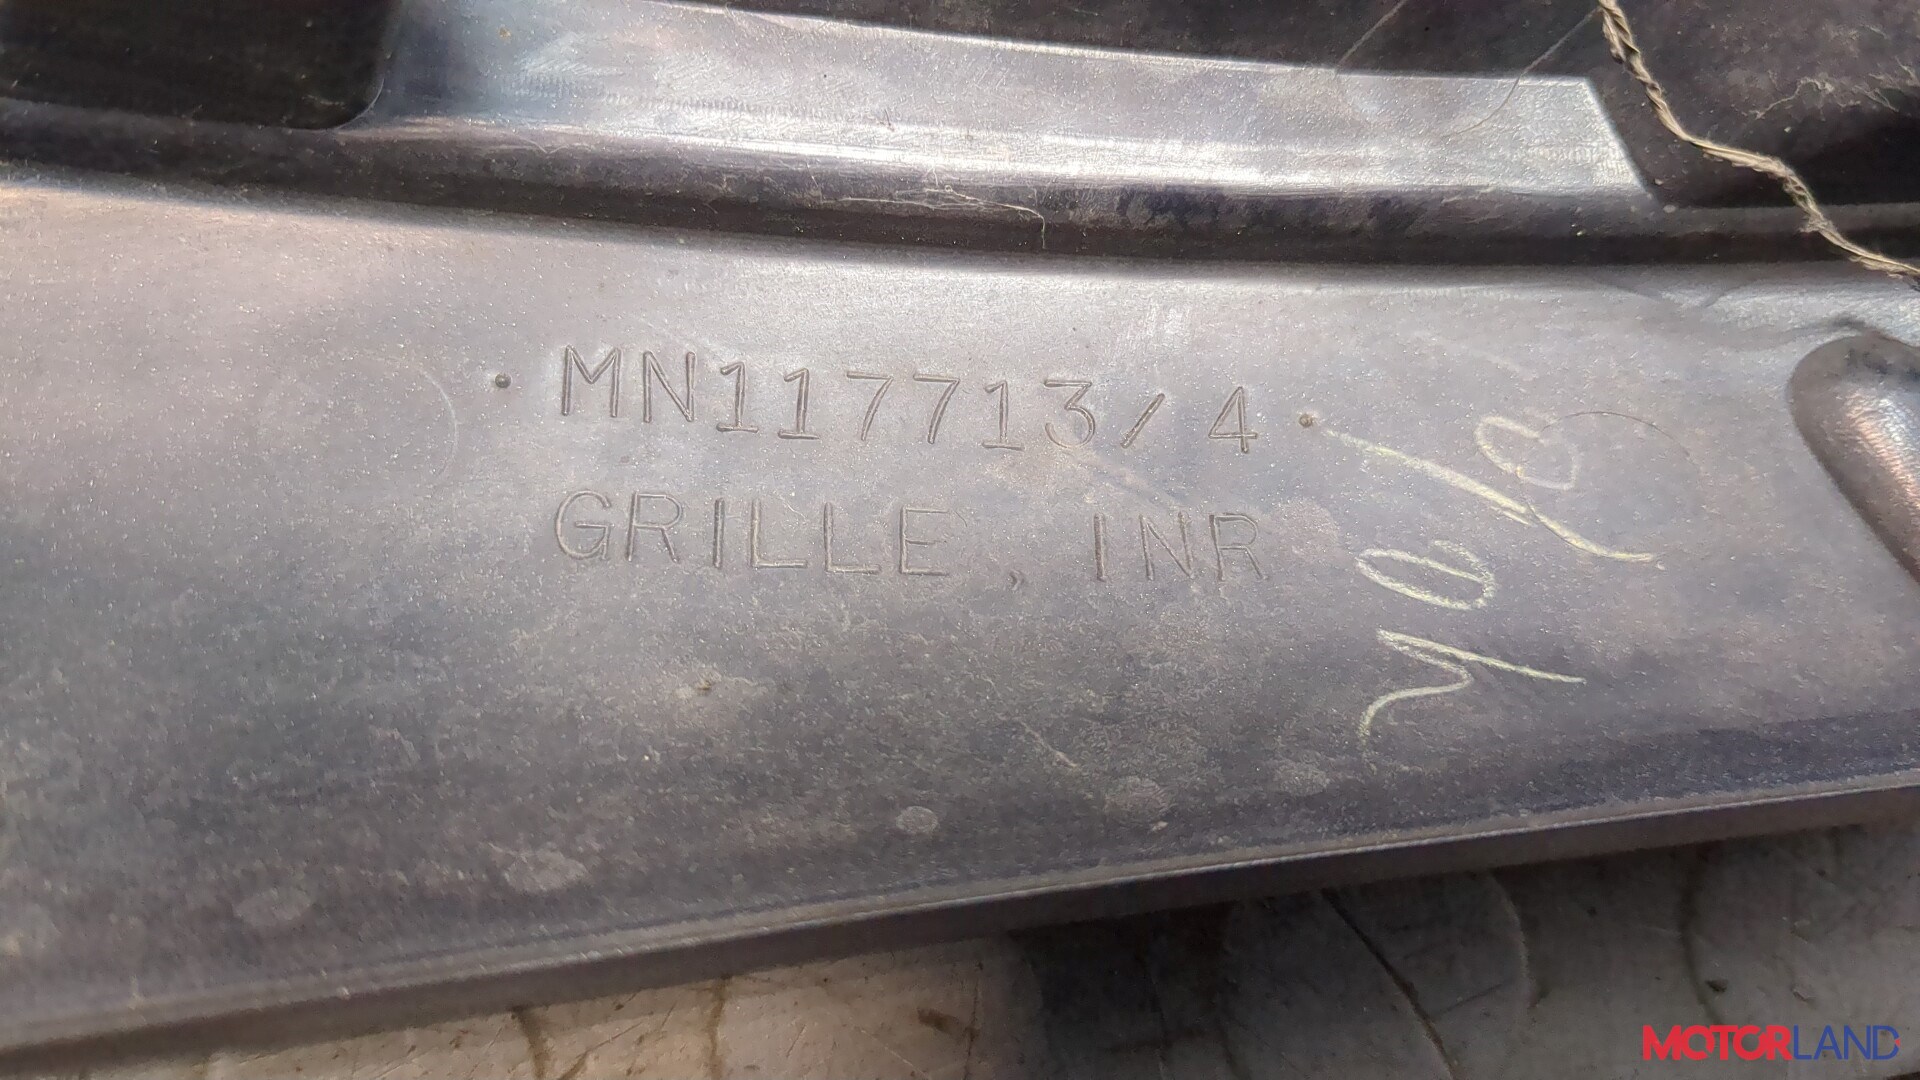 MN117713/4
GRILLE, INR
MOTORLAND